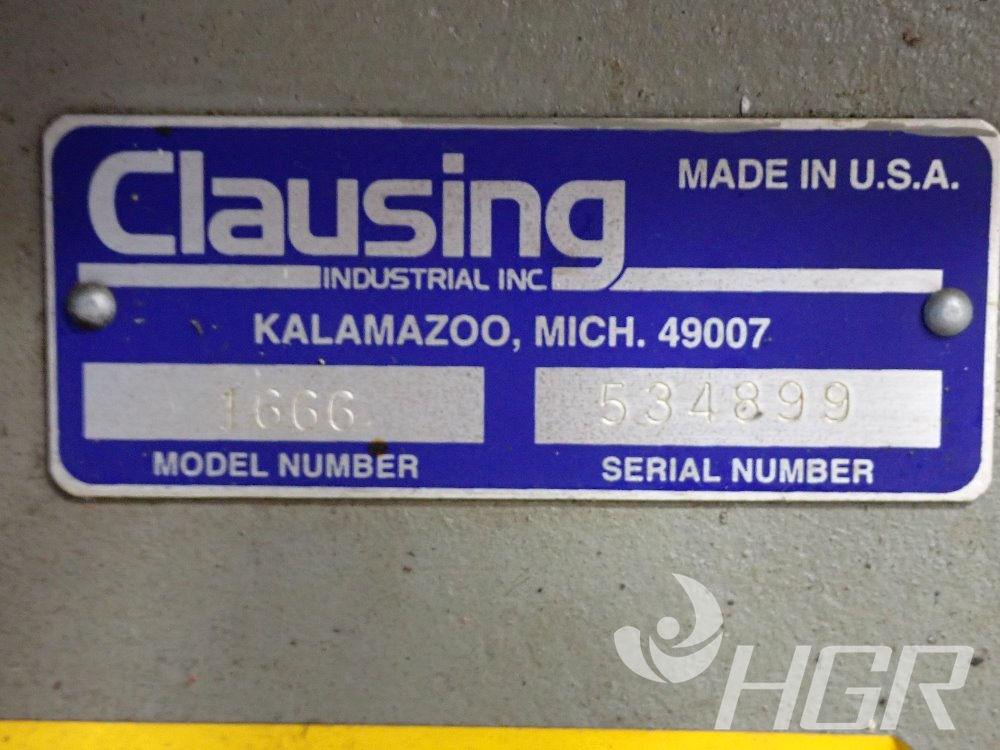 Clausing
MADE IN U.S.A.
INDUSTRIAL INC
KALAMAZOO, MICH. 49007
1666
534899
MODEL NUMBER
SERIAL NUMBER
HGR